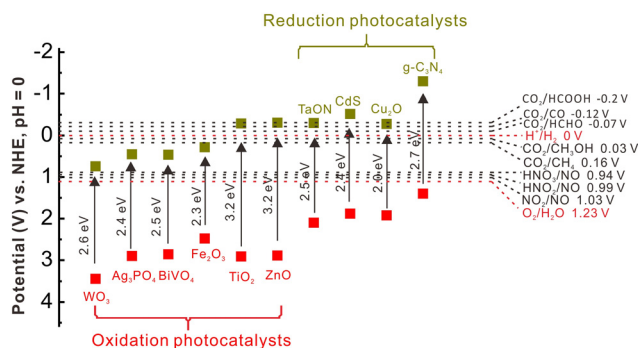 Reduction photocatalysts
g-C₃N₄
CdS
TaON
Cu₂O
Potential (V) vs. NHE, pH = 0
-2
-1
0
1
2
3
4
2.6 eV
2.4 eV
2.5 eV
2.3 eV
3.2 eV
3.2 eV
2.5 eV
2.0 eV
2.7 eV
CO₂/HCOOH -0.2 V
CO₂/CO -0.12 V
CO₂/HCHO -0.07 V
H⁺/H₂ 0 V
CO₂/CH₃OH 0.03 V
CO₂/CH₄ 0.16 V
HNO₃/NO 0.94 V
HNO₂/NO 0.99 V
NO₂/NO 1.03 V
O₂/H₂O 1.23 V
WO₃
Ag₃PO₄
BiVO₄
Fe₂O₃
TiO₂
ZnO
Oxidation photocatalysts